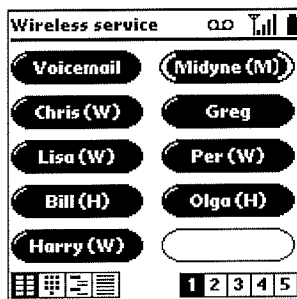 Wireless service
Voicemail Midyne (M)
Chris (W) Greg
Lisa (W) Per (W)
Bill (H) Olga (H)
Harry (W)
1 2 3 4 5